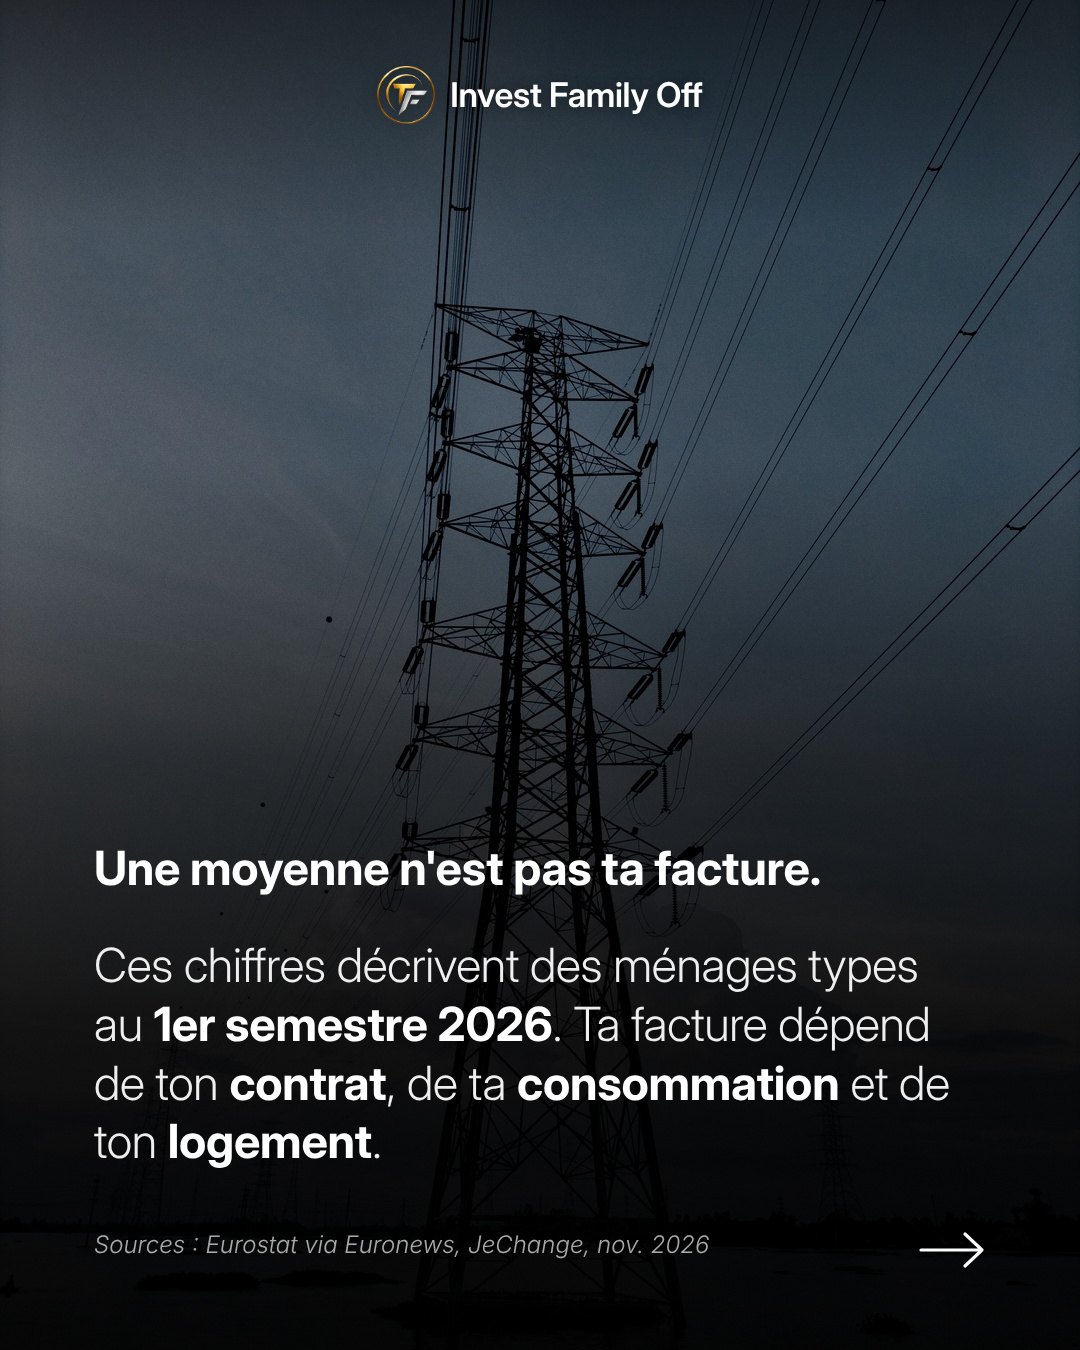 TF Invest Family Off
Une moyenne n'est pas ta facture.
Ces chiffres décrivent des ménages types
au 1er semestre 2026. Ta facture dépend
de ton contrat, de ta consommation et de
ton logement.
Sources : Eurostat via Euronews, JeChange, nov. 2026